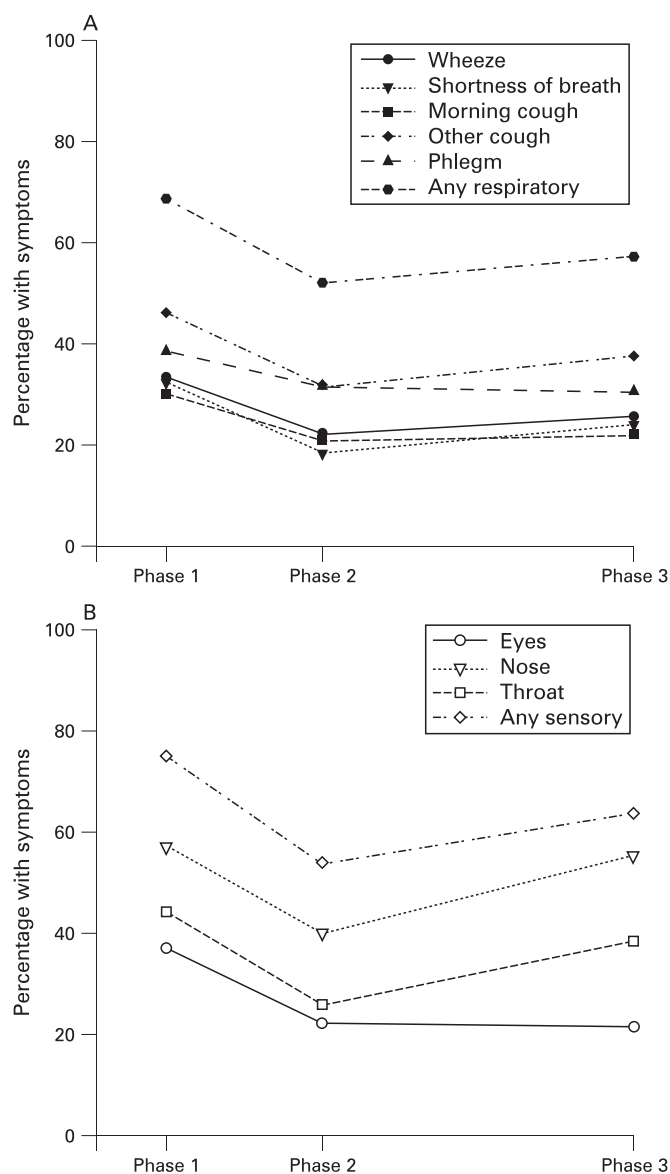 A
100
80
60
40
20
0
Percentage with symptoms
Wheeze
Shortness of breath
Morning cough
Other cough
Phlegm
Any respiratory
Phase 1
Phase 2
Phase 3
B
100
80
60
40
20
0
Percentage with symptoms
Eyes
Nose
Throat
Any sensory
Phase 1
Phase 2
Phase 3